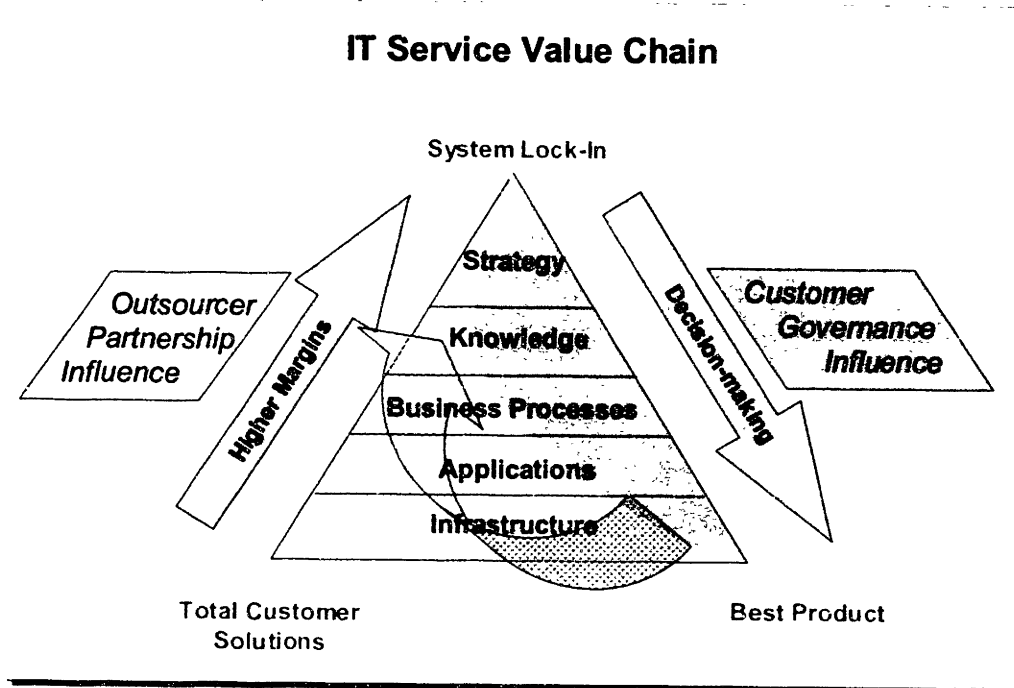 IT Service Value Chain
System Lock-In
Strategy
Knowledge
Business Processes
Applications
Infrastructure
Outsourcer
Partnership
Influence
Higher Margins
Decision-making
Customer
Governance
Influence
Total Customer
Solutions
Best Product